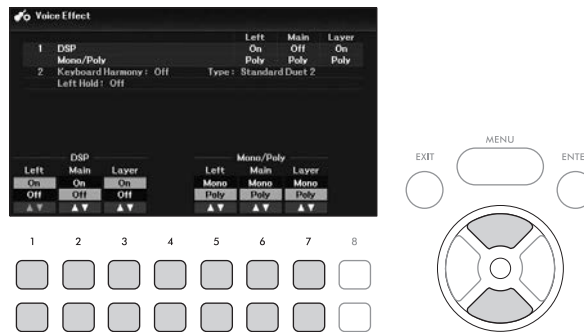 Voice Effect
Left Main Layer
1 DSP On Off On
Mono/Poly Poly Poly Poly
2 Keyboard Harmony : Off Type : Standard Duet 2
Left Hold : Off
DSP Mono/Poly
Left Main Layer Left Main Layer
On On On Mono Mono Mono
Off Off Off Poly Poly Poly
▲▼ ▲▼ ▲▼ ▲▼ ▲▼ ▲▼
MENU
EXIT ENTE
1 2 3 4 5 6 7 8